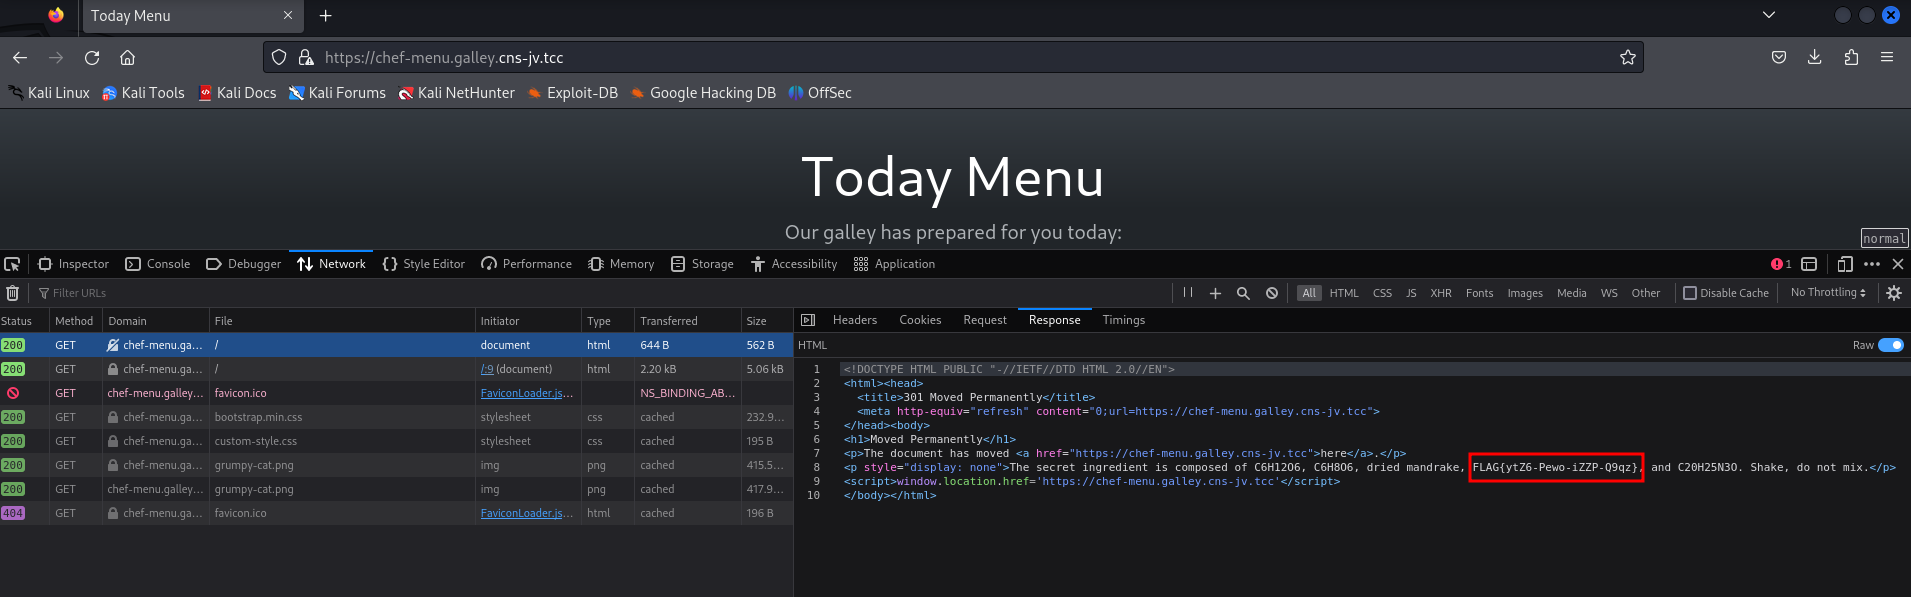 Today Menu
https://chef-menu.galley.cns-jv.tcc
Kali Linux Kali Tools Kali Docs Kali Forums Kali NetHunter Exploit-DB Google Hacking DB OffSec
Today Menu
Our galley has prepared for you today:
normal
Inspector Console Debugger Network Style Editor Performance Memory Storage Accessibility Application 1
Filter URLs All HTML CSS JS XHR Fonts Images Media WS Other Disable Cache No Throttling
Status Method Domain File Initiator Type Transferred Size
200 GET chef-menu.ga... / document html 644 B 562 B
200 GET chef-menu.ga... / /:9 (document) html 2.20 kB 5.06 kB
GET chef-menu.galley... favicon.ico FaviconLoader.js... NS_BINDING_AB...
200 GET chef-menu.ga... bootstrap.min.css stylesheet css cached 232.9...
200 GET chef-menu.ga... custom-style.css stylesheet css cached 195 B
200 GET chef-menu.ga... grumpy-cat.png img png cached 415.5...
200 GET chef-menu.galley... grumpy-cat.png img png cached 417.9...
404 GET chef-menu.ga... favicon.ico FaviconLoader.js... html cached 196 B
Headers Cookies Request Response Timings
HTML Raw
1 <!DOCTYPE HTML PUBLIC "-//IETF//DTD HTML 2.0//EN">
2 <html><head>
3 <title>301 Moved Permanently</title>
4 <meta http-equiv="refresh" content="0;url=https://chef-menu.galley.cns-jv.tcc">
5 </head><body>
6 <h1>Moved Permanently</h1>
7 <p>The document has moved <a href="https://chef-menu.galley.cns-jv.tcc">here</a>.</p>
8 <p style="display: none">The secret ingredient is composed of C6H12O6, C6H8O6, dried mandrake, FLAG{ytZ6-Pewo-iZZP-Q9qz}, and C20H25N3O. Shake, do not mix.</p>
9 <script>window.location.href='https://chef-menu.galley.cns-jv.tcc'</script>
10 </body></html>